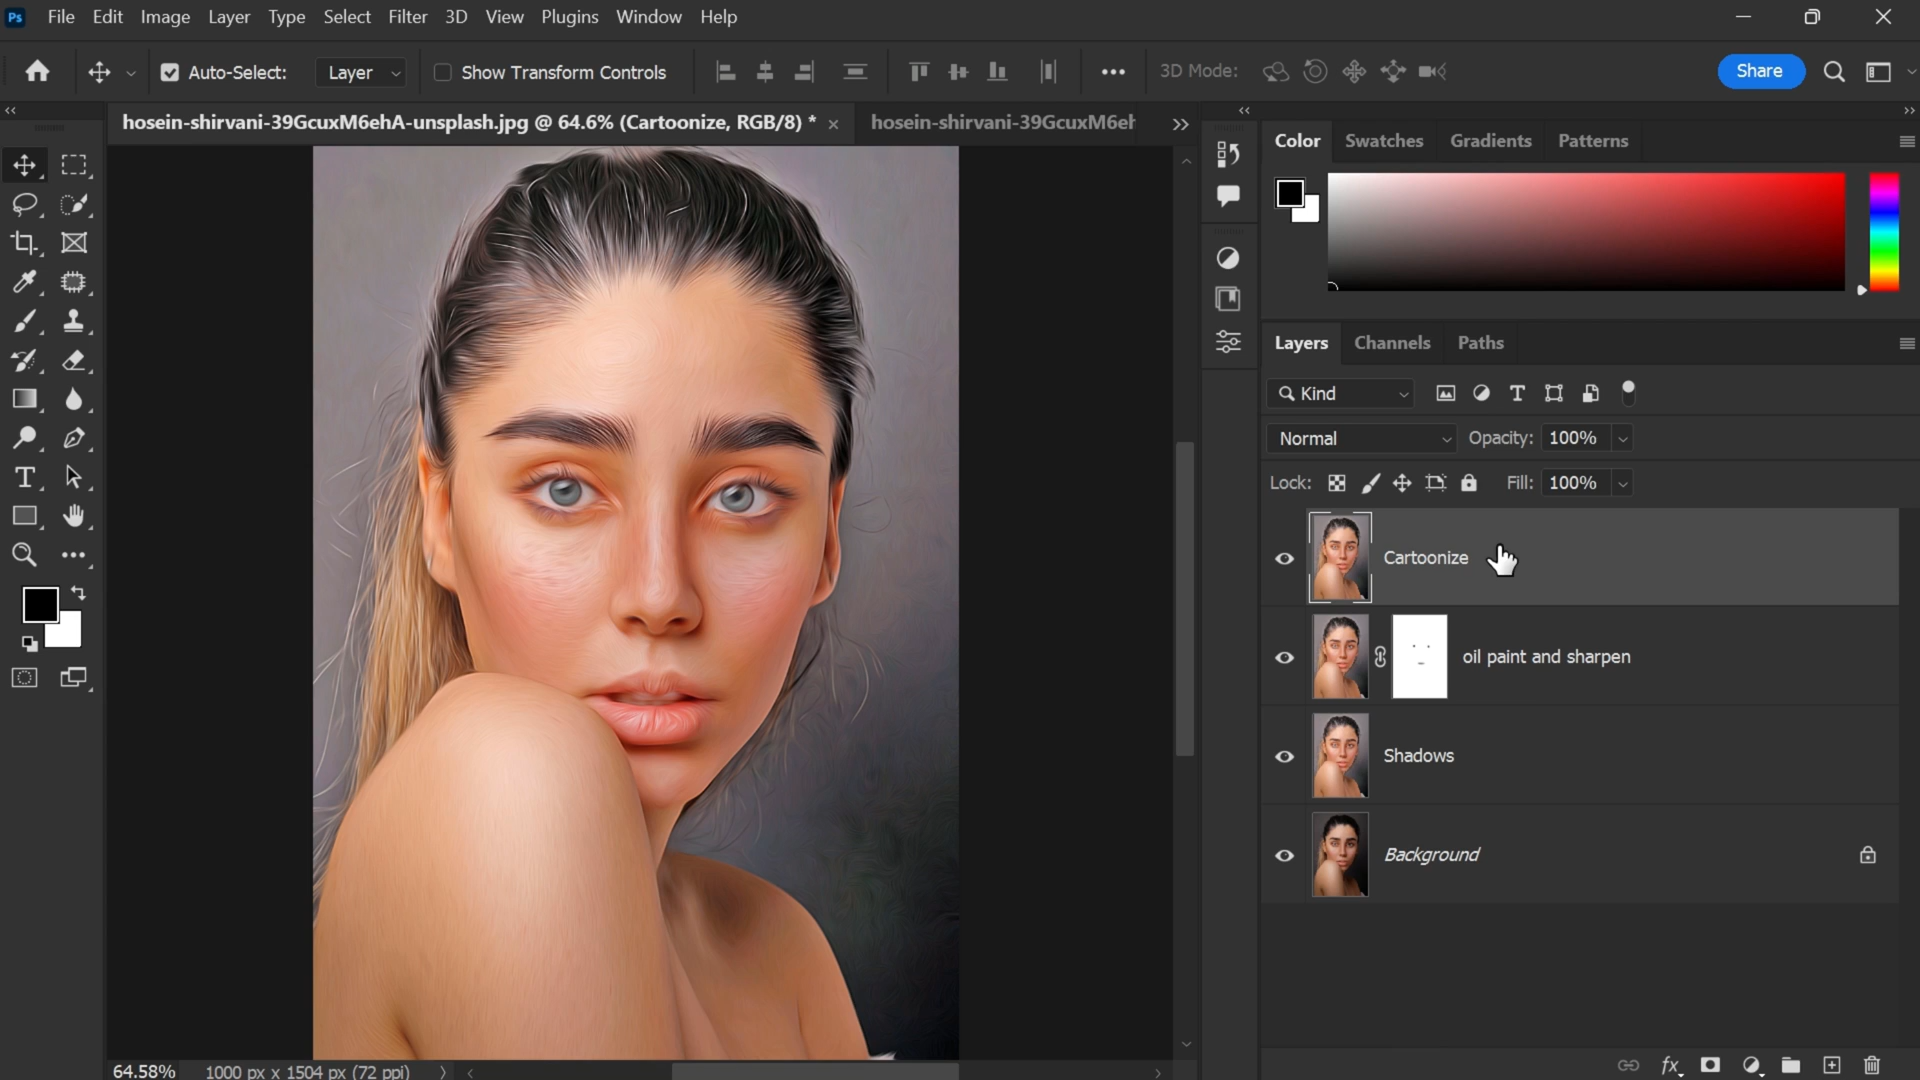 Ps File Edit Image Layer Type Select Filter 3D View Plugins Window Help
Auto-Select: Layer Show Transform Controls 3D Mode: Share
hosein-shirvani-39GcuxM6ehA-unsplash.jpg @ 64.6% (Cartoonize, RGB/8) * hosein-shirvani-39GcuxM6eh
Color Swatches Gradients Patterns
Layers Channels Paths
Kind
Normal Opacity: 100%
Lock: Fill: 100%
Cartoonize
oil paint and sharpen
Shadows
Background
64.58% 1000 px x 1504 px (72 ppi)